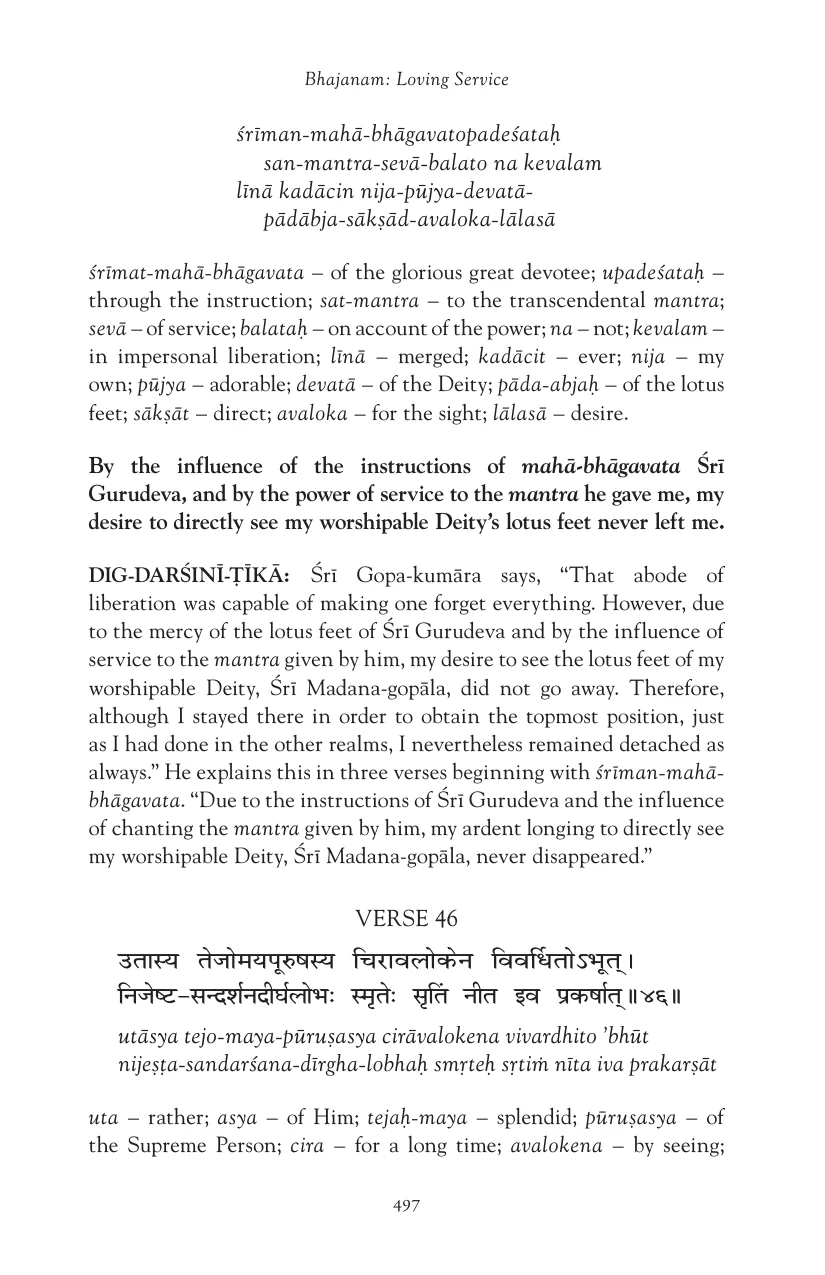 Bhajanam: Loving Service
śrīman-mahā-bhāgavatopadeśataḥ
san-mantra-sevā-balato na kevalam
līnā kadācin nija-pūjya-devatā-
pādābja-sākṣād-avaloka-lālasā
śrīmat-mahā-bhāgavata – of the glorious great devotee; upadeśataḥ –
through the instruction; sat-mantra – to the transcendental mantra;
sevā – of service; balataḥ – on account of the power; na – not; kevalam –
in impersonal liberation; līnā – merged; kadācit – ever; nija – my
own; pūjya – adorable; devatā – of the Deity; pāda-abjaḥ – of the lotus
feet; sākṣāt – direct; avaloka – for the sight; lālasā – desire.
By the influence of the instructions of mahā-bhāgavata Śrī
Gurudeva, and by the power of service to the mantra he gave me, my
desire to directly see my worshipable Deity’s lotus feet never left me.
DIG-DARŚINĪ-ṬĪKĀ: Śrī Gopa-kumāra says, “That abode of
liberation was capable of making one forget everything. However, due
to the mercy of the lotus feet of Śrī Gurudeva and by the influence of
service to the mantra given by him, my desire to see the lotus feet of my
worshipable Deity, Śrī Madana-gopāla, did not go away. Therefore,
although I stayed there in order to obtain the topmost position, just
as I had done in the other realms, I nevertheless remained detached as
always.” He explains this in three verses beginning with śrīman-mahā-
bhāgavata. “Due to the instructions of Śrī Gurudeva and the influence
of chanting the mantra given by him, my ardent longing to directly see
my worshipable Deity, Śrī Madana-gopāla, never disappeared.”
VERSE 46
उतास्य तेजोमयपूरुषस्य चिरावलोकेन विवर्धितोऽभूत्।
निजेष्ट-सन्दर्शनदीर्घलोभः स्मृतेः सृतिं नीत इव प्रकर्षात्॥४६॥
utāsya tejo-maya-pūruṣasya cirāvalokena vivardhito ’bhūt
nijeṣṭa-sandarśana-dīrgha-lobhaḥ smṛteḥ sṛtiṁ nīta iva prakarṣāt
uta – rather; asya – of Him; tejaḥ-maya – splendid; pūruṣasya – of
the Supreme Person; cira – for a long time; avalokena – by seeing;
497